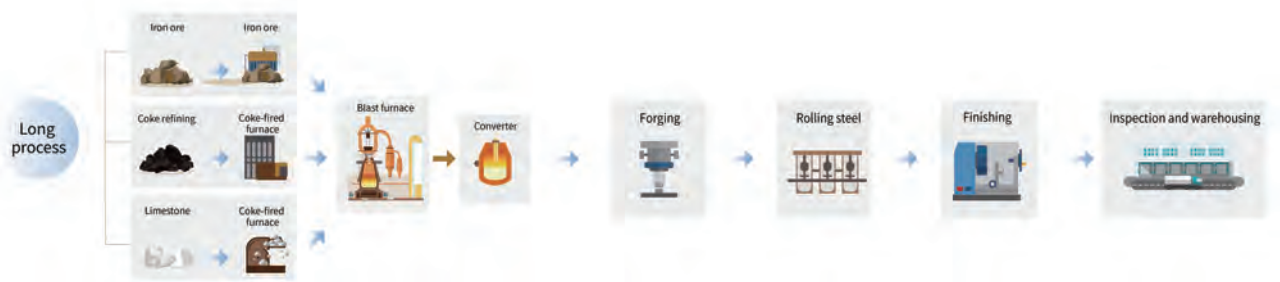 Long
process
Iron ore
Iron ore
Coke refining
Coke-fired
furnace
Limestone
Coke-fired
furnace
Blast furnace
Converter
Forging
Rolling steel
Finishing
Inspection and warehousing